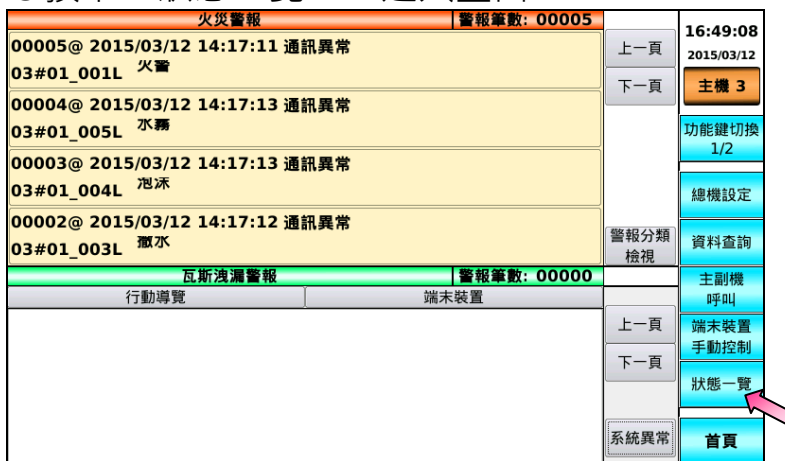 火災警報 警報筆數: 00005
00005@ 2015/03/12 14:17:11 通訊異常
03#01_001L 火警
00004@ 2015/03/12 14:17:13 通訊異常
03#01_005L 水霧
00003@ 2015/03/12 14:17:13 通訊異常
03#01_004L 泡沫
00002@ 2015/03/12 14:17:12 通訊異常
03#01_003L 撒水
上一頁
下一頁
警報分類
檢視
瓦斯洩漏警報 警報筆數: 00000
行動導覽 端末裝置
上一頁
下一頁
系統異常
16:49:08
2015/03/12
主機 3
功能鍵切換
1/2
總機設定
資料查詢
主副機
呼叫
端末裝置
手動控制
狀態一覽
首頁